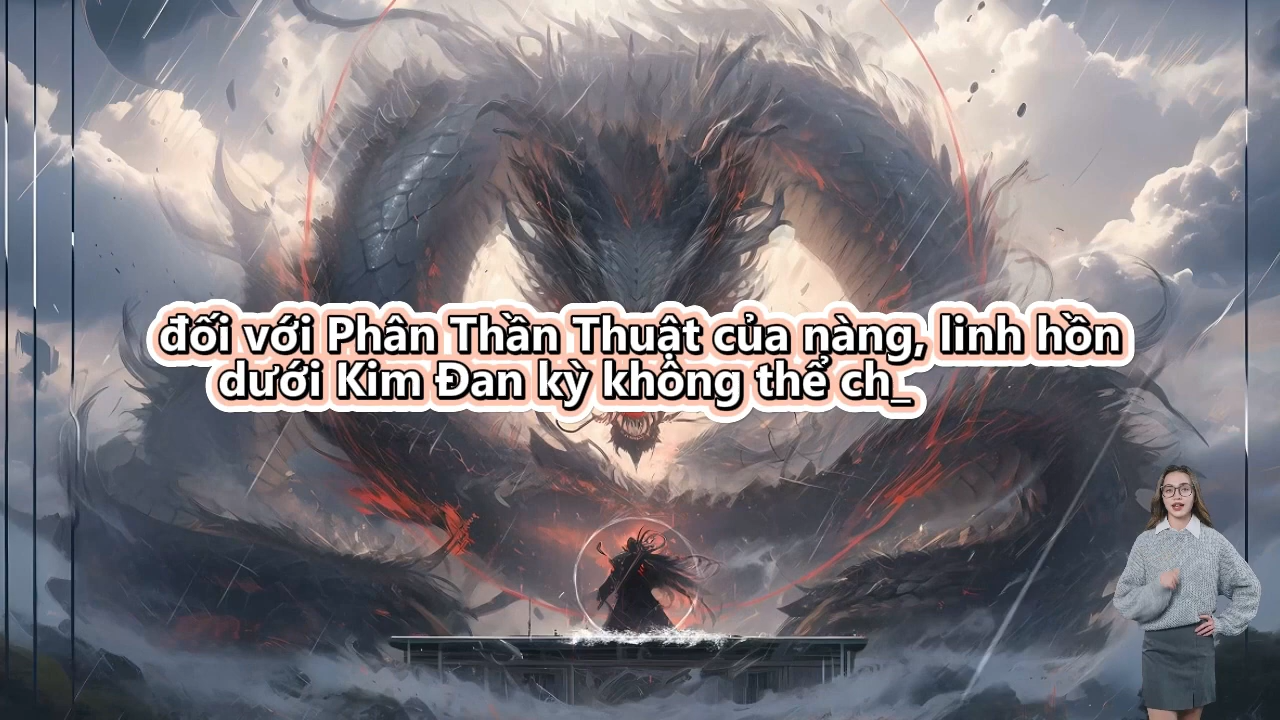 đối với Phân Thần Thuật của nàng, linh hồn
dưới Kim Đan kỳ không thể ch_